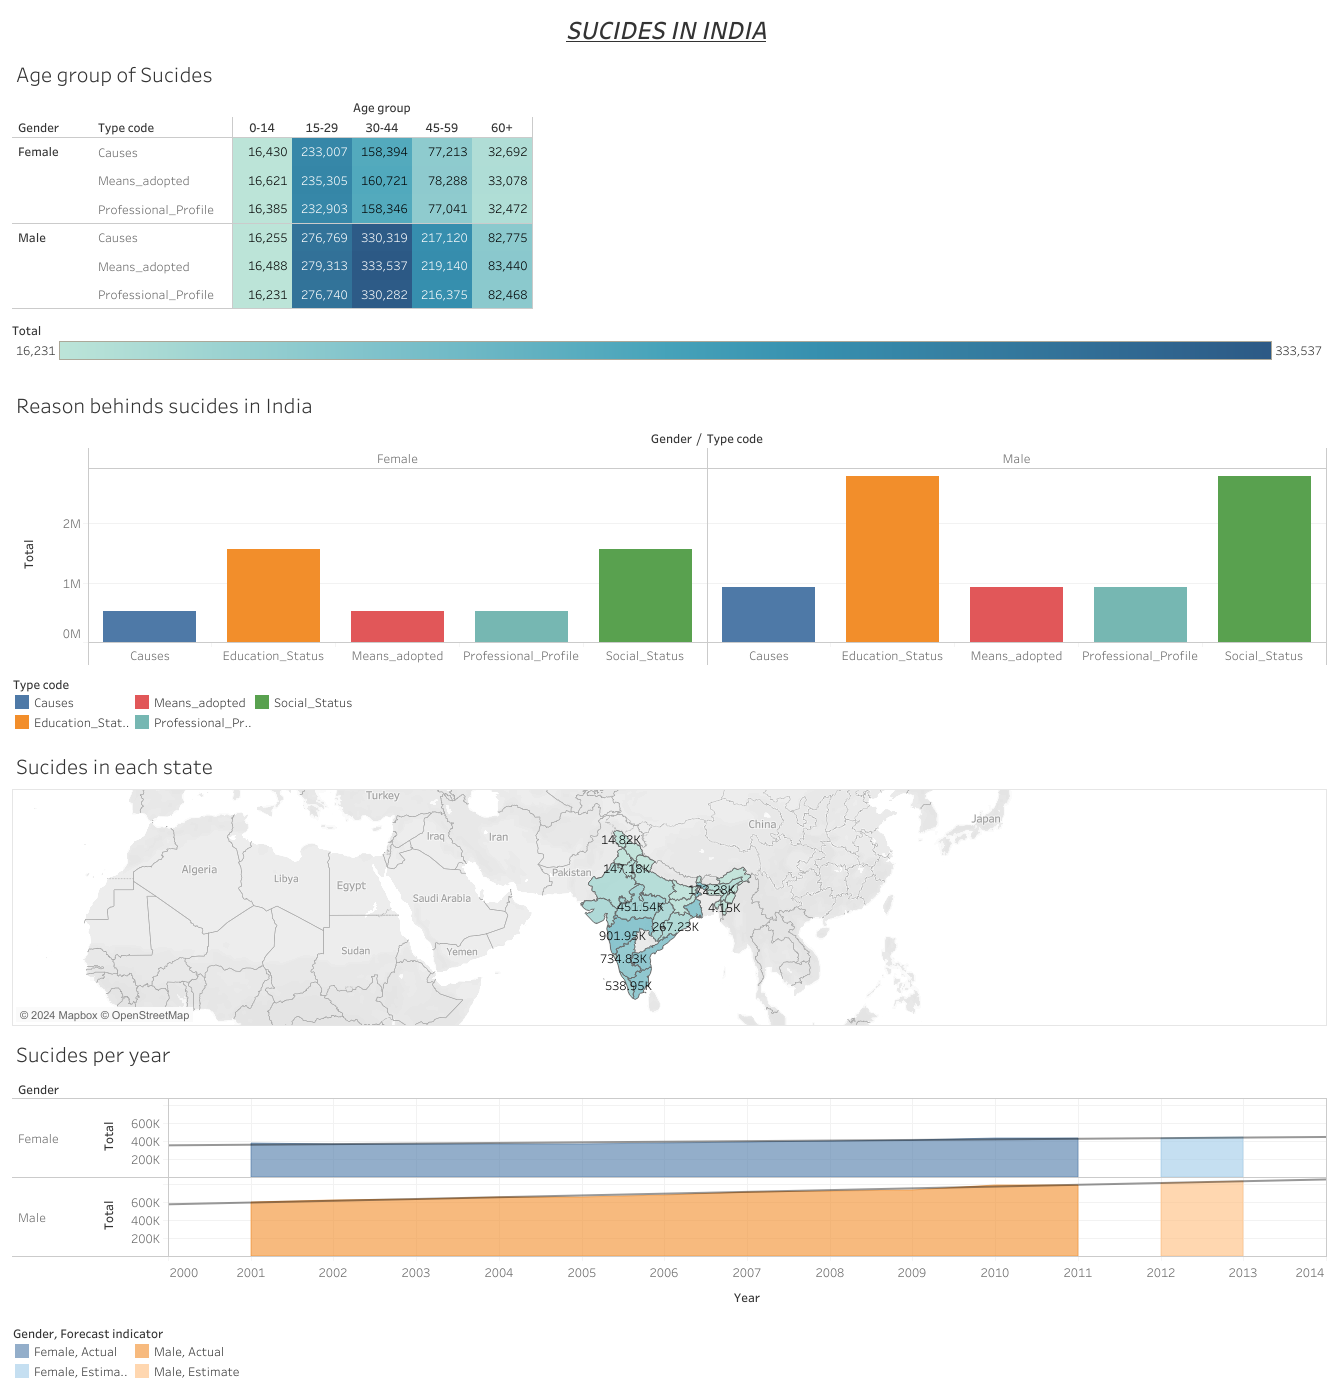 SUCIDES IN INDIA
Age group of Sucides
Age group
Gender Type code 0-14 15-29 30-44 45-59 60+
Female Causes 16,430 233,007 158,394 77,213 32,692
Means_adopted 16,621 235,305 160,721 78,288 33,078
Professional_Profile 16,385 232,903 158,346 77,041 32,472
Male Causes 16,255 276,769 330,319 217,120 82,775
Means_adopted 16,488 279,313 333,537 219,140 83,440
Professional_Profile 16,231 276,740 330,282 216,375 82,468
Total
16,231 333,537
Reason behinds sucides in India
Gender / Type code
Female Male
Total
2M
1M
0M
Causes Education_Status Means_adopted Professional_Profile Social_Status Causes Education_Status Means_adopted Professional_Profile Social_Status
Type code
Causes Means_adopted Social_Status
Education_Stat.. Professional_Pr..
Sucides in each state
Turkey
Japan
China
Iraq Iran
14.82K
Algeria Pakistan 147.18K
Libya Egypt
172.28K
Saudi Arabia
451.54K 4.15K
267.23K
901.95K
Sudan Yemen
734.83K
538.95K
© 2024 Mapbox © OpenStreetMap
Sucides per year
Gender
Female Total
600K
400K
200K
Male Total
600K
400K
200K
2000 2001 2002 2003 2004 2005 2006 2007 2008 2009 2010 2011 2012 2013 2014
Year
Gender, Forecast indicator
Female, Actual Male, Actual
Female, Estima.. Male, Estimate